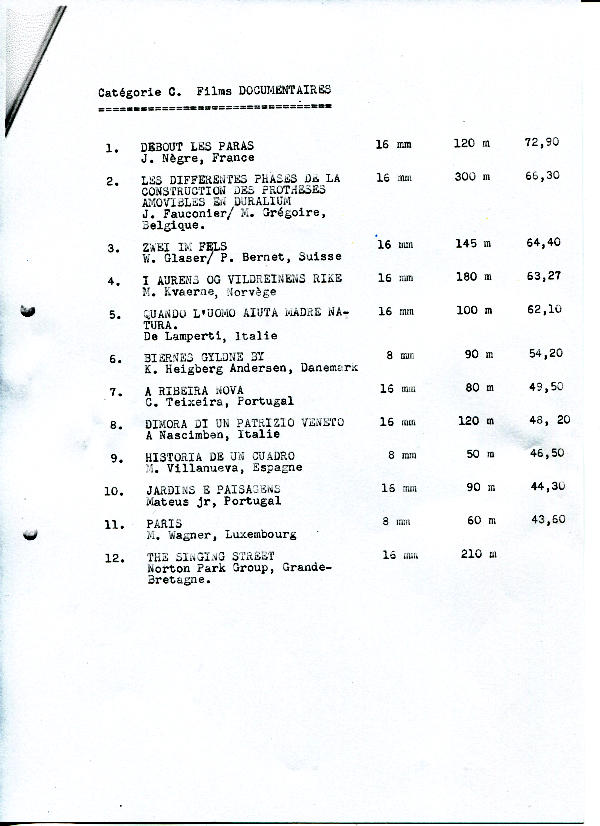 Catégorie C. Films DOCUMENTAIRES
================================
1. DEBOUT LES PARAS 16 mm 120 m 72,90
J. Nègre, France
2. LES DIFFERENTES PHASES DE LA 16 mm 300 m 66,30
CONSTRUCTION DES PROTHESES
AMOVIBLES EN DURALIUM
J. Fauconier/ M. Grégoire,
Belgique.
3. ZWEI IM FELS 16 mm 145 m 64,40
W. Glaser/ P. Bernet, Suisse
4. I AURENS OG VILDREINENS RIKE 16 mm 180 m 63,27
M. Kvaerne, Norvège
5. QUANDO L'UOMO AIUTA MADRE NA- 16 mm 100 m 62,10
TURA.
De Lamperti, Italie
6. BIERNES GYLDNE BY 8 mm 90 m 54,20
K. Heigberg Andersen, Danemark
7. A RIBEIRA NOVA 16 mm 80 m 49,50
C. Teixeira, Portugal
8. DIMORA DI UN PATRIZIO VENETO 16 mm 120 m 48, 20
A Nascimben, Italie
9. HISTORIA DE UN CUADRO 8 mm 50 m 46,50
M. Villanueva, Espagne
10. JARDINS E PAISAGENS 16 mm 90 m 44,30
Mateus jr, Portugal
11. PARIS 8 mm 60 m 43,60
M. Wagner, Luxembourg
12. THE SINGING STREET 16 mm 210 m
Norton Park Group, Grande-
Bretagne.